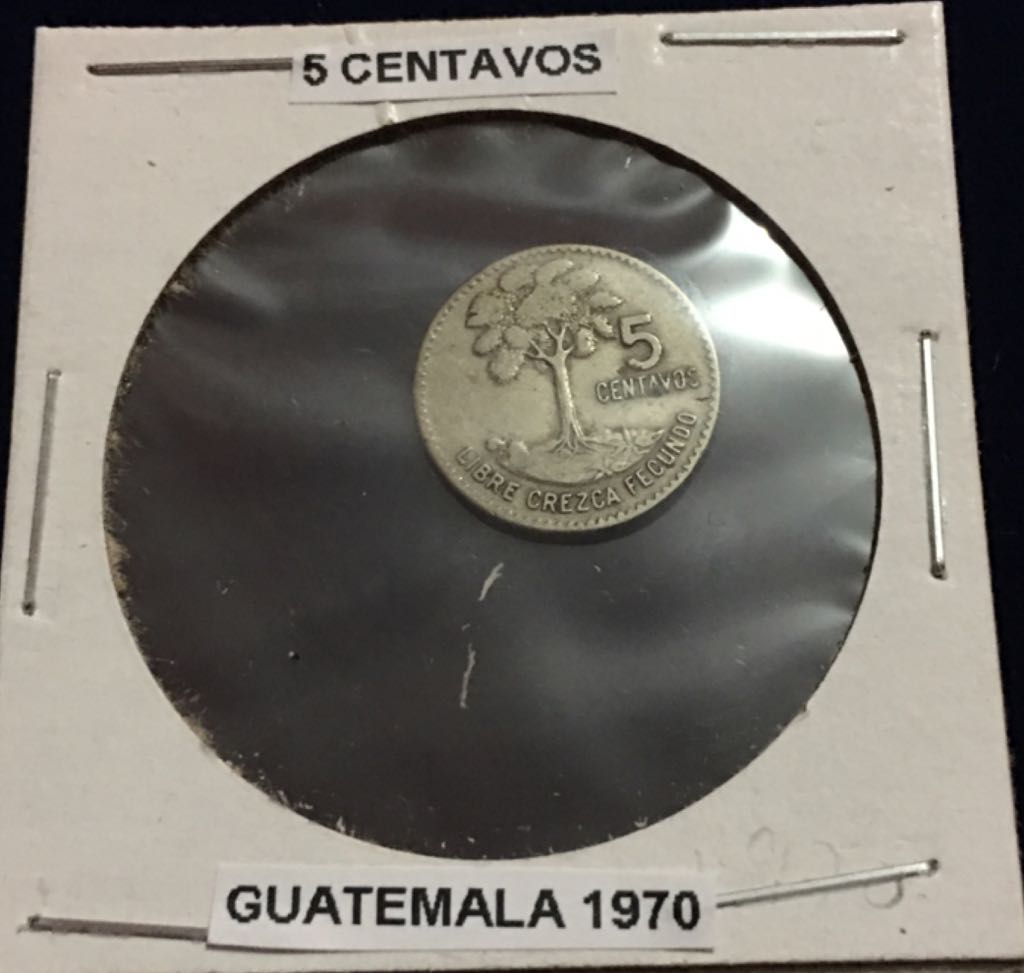 5 CENTAVOS
5
CENTAVOS
LIBRE CREZCA FECUNDO
GUATEMALA 1970